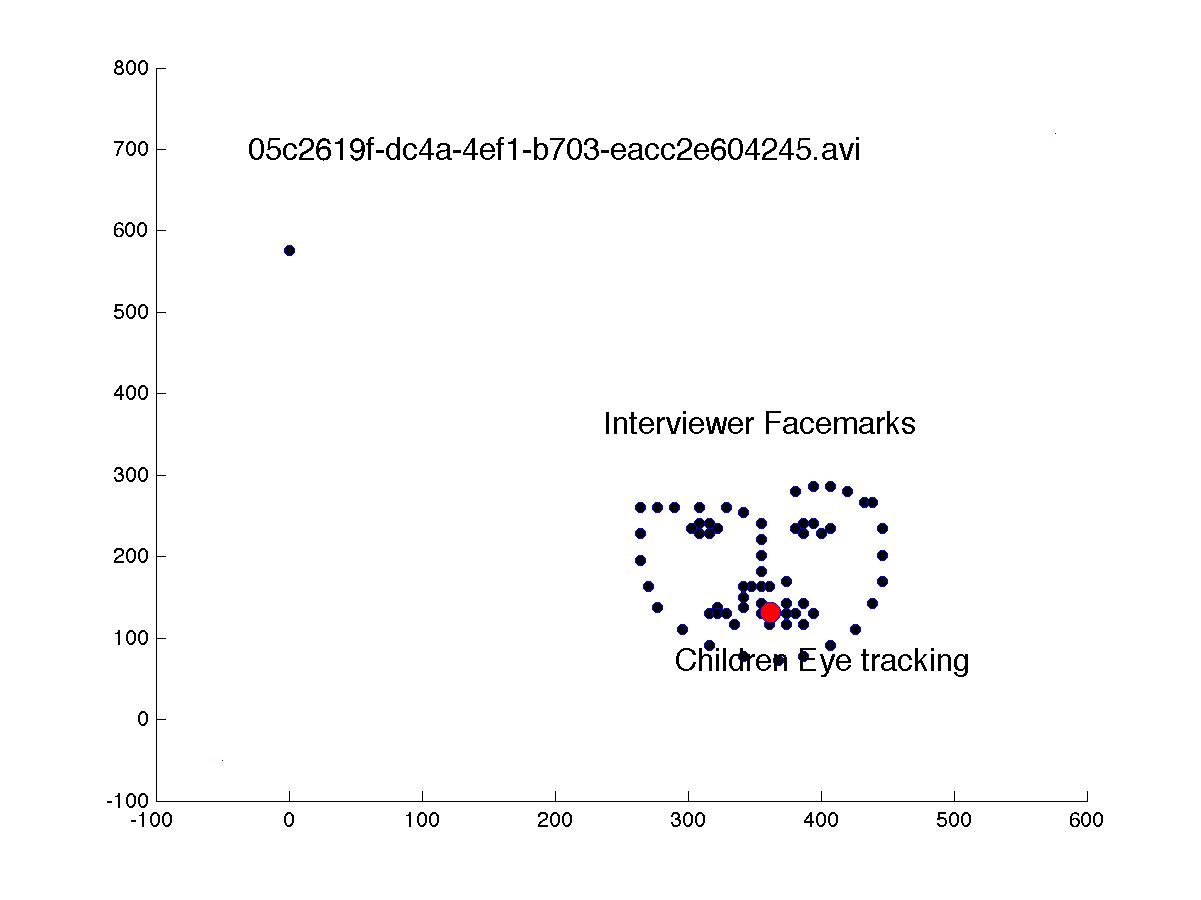 800
05c2619f-dc4a-4ef1-b703-eacc2e604245.avi
700
600
500
400
Interviewer Facemarks
300
200
100
Children Eye tracking
0
-100
-100 0 100 200 300 400 500 600